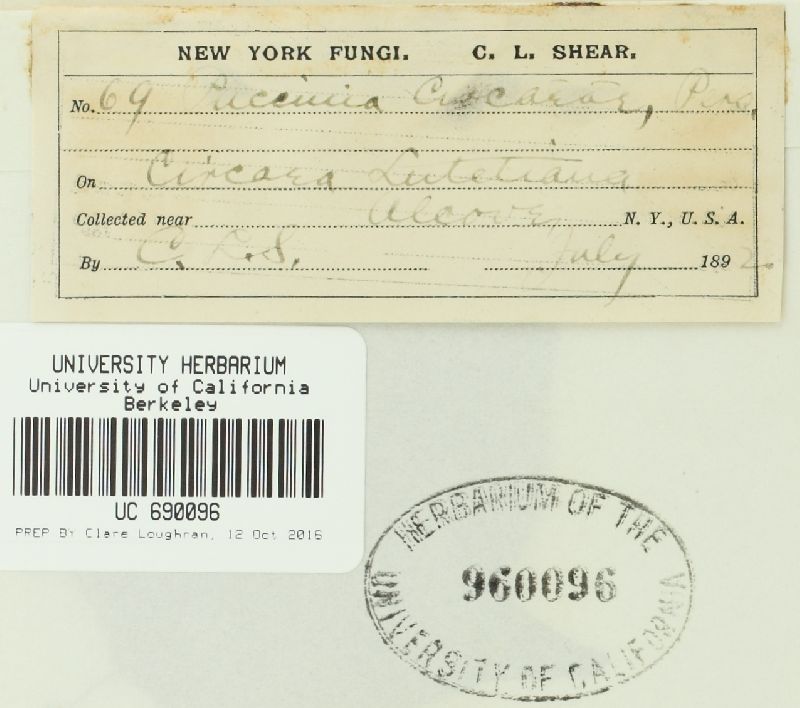 NEW YORK FUNGI. C. L. SHEAR.
No. 69 Puccinia Circaeae, Pers.
On Circaea Lutetiana
Collected near Alcove N. Y., U. S. A.
By C. L. S. July 1892.
UNIVERSITY HERBARIUM
University of California
Berkeley
UC 690096
PREP BY Clare Loughran, 12 Oct 2016
HERBARIUM OF THE
960096
UNIVERSITY OF CALIFORNIA